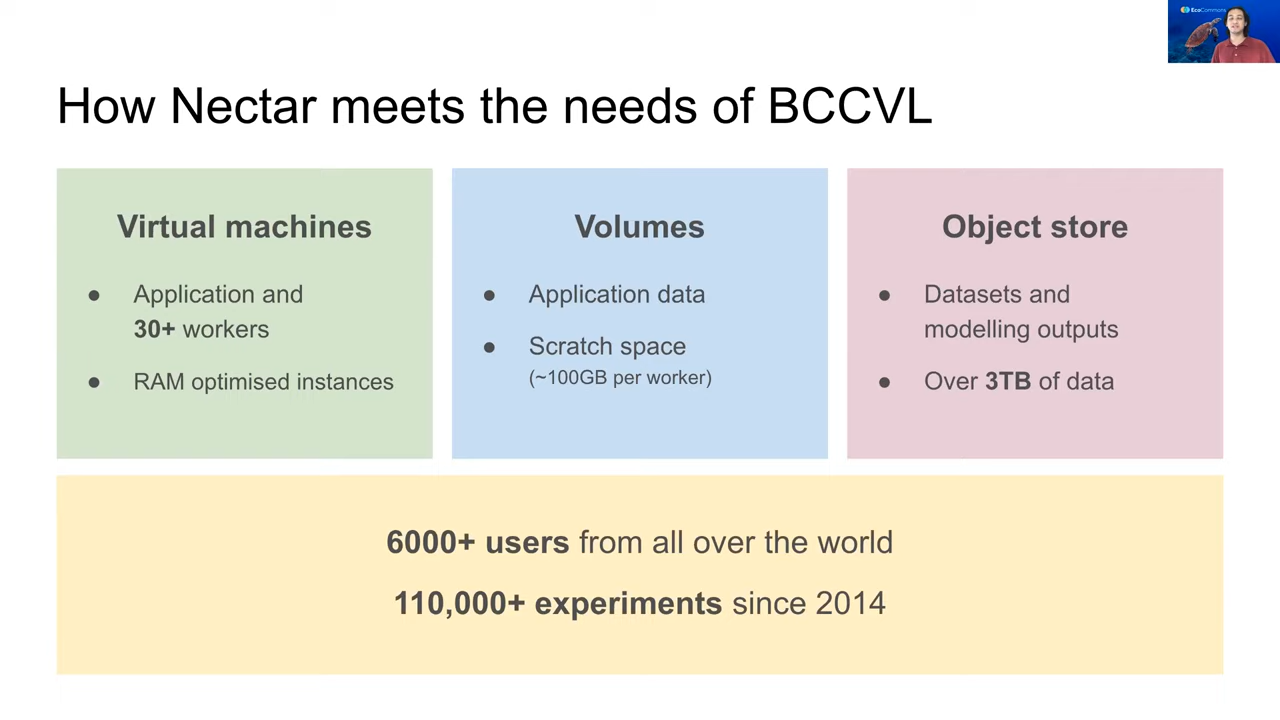 EcoCommons
How Nectar meets the needs of BCCVL
Virtual machines
● Application and
30+ workers
● RAM optimised instances
Volumes
● Application data
● Scratch space
(~100GB per worker)
Object store
● Datasets and
modelling outputs
● Over 3TB of data
6000+ users from all over the world
110,000+ experiments since 2014